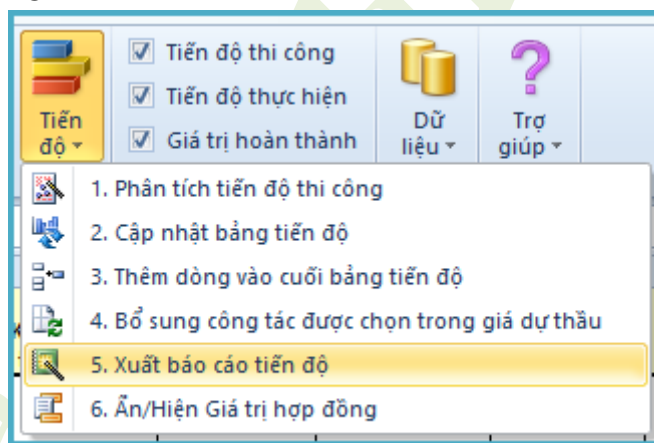 Tiến độ
Tiến độ thi công
Tiến độ thực hiện
Giá trị hoàn thành
Dữ liệu
Trợ giúp
1. Phân tích tiến độ thi công
2. Cập nhật bảng tiến độ
3. Thêm dòng vào cuối bảng tiến độ
4. Bổ sung công tác được chọn trong giá dự thầu
5. Xuất báo cáo tiến độ
6. Ẩn/Hiện Giá trị hợp đồng